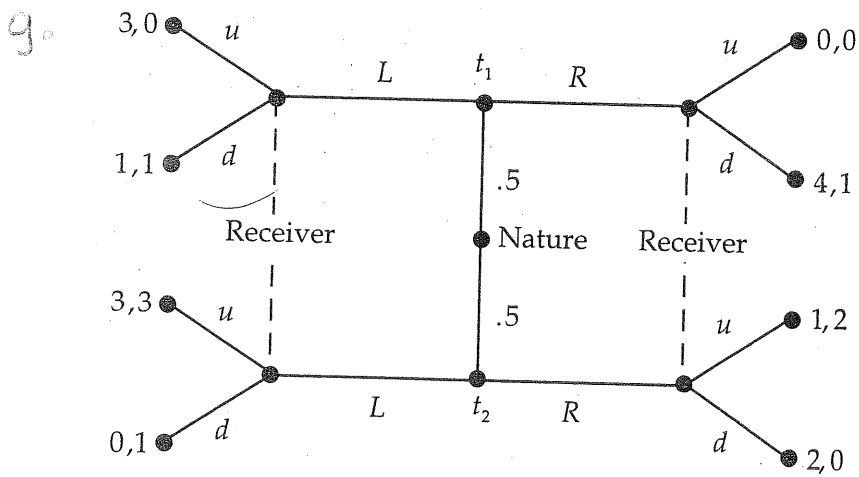 9.
3,0 u L t1 R u 0,0
1,1 d d 4,1
.5
Receiver Nature Receiver
3,3 u .5 u 1,2
0,1 d L t2 R d 2,0